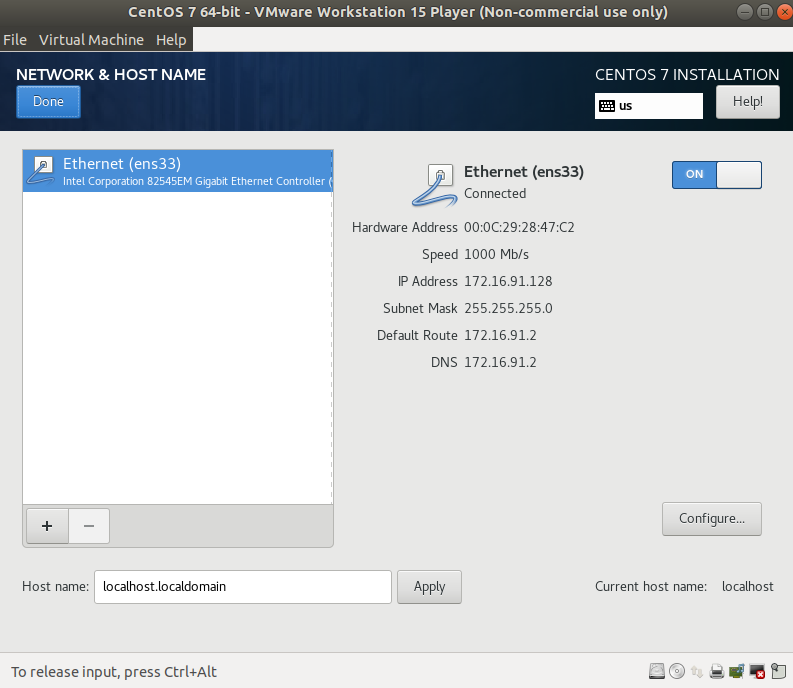 CentOS 7 64-bit - VMware Workstation 15 Player (Non-commercial use only)
File Virtual Machine Help
NETWORK & HOST NAME
CENTOS 7 INSTALLATION
Done
us
Help!
Ethernet (ens33)
Intel Corporation 82545EM Gigabit Ethernet Controller (
Ethernet (ens33)
Connected
ON
Hardware Address 00:0C:29:28:47:C2
Speed 1000 Mb/s
IP Address 172.16.91.128
Subnet Mask 255.255.255.0
Default Route 172.16.91.2
DNS 172.16.91.2
+ −
Configure...
Host name: localhost.localdomain Apply Current host name: localhost
To release input, press Ctrl+Alt